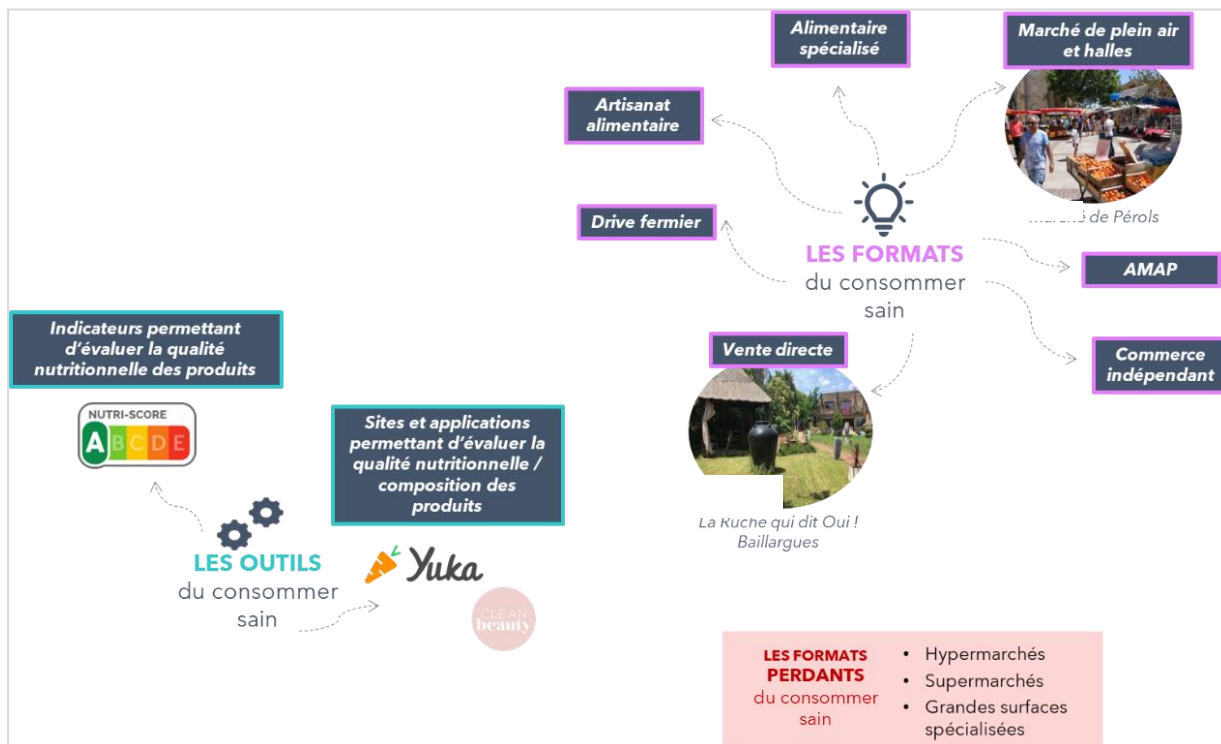 Alimentaire
spécialisé
Marché de plein air
et halles
Artisanat
alimentaire
Drive fermier
de Pérols
LES FORMATS
du consommer
sain
AMAP
Vente directe
Commerce
indépendant
La Ruche qui dit Oui !
Baillargues
Indicateurs permettant
d'évaluer la qualité
nutritionnelle des produits
NUTRI-SCORE
A B C D E
Sites et applications
permettant d'évaluer la
qualité nutritionnelle /
composition des
produits
LES OUTILS
du consommer
sain
Yuka
CLEAN
beauty
LES FORMATS
PERDANTS
du consommer
sain
• Hypermarchés
• Supermarchés
• Grandes surfaces
spécialisées